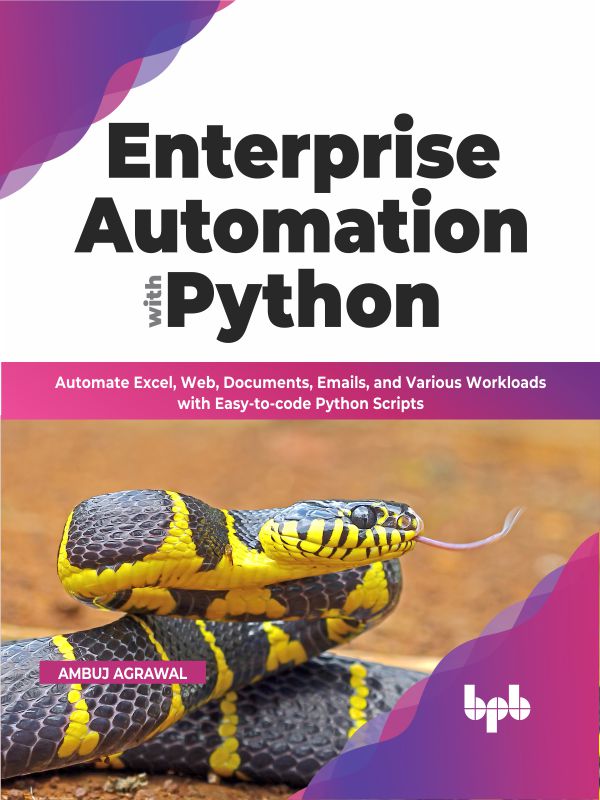 Enterprise
Automation
with Python
Automate Excel, Web, Documents, Emails, and Various Workloads
with Easy-to-code Python Scripts
AMBUJ AGRAWAL
bpb